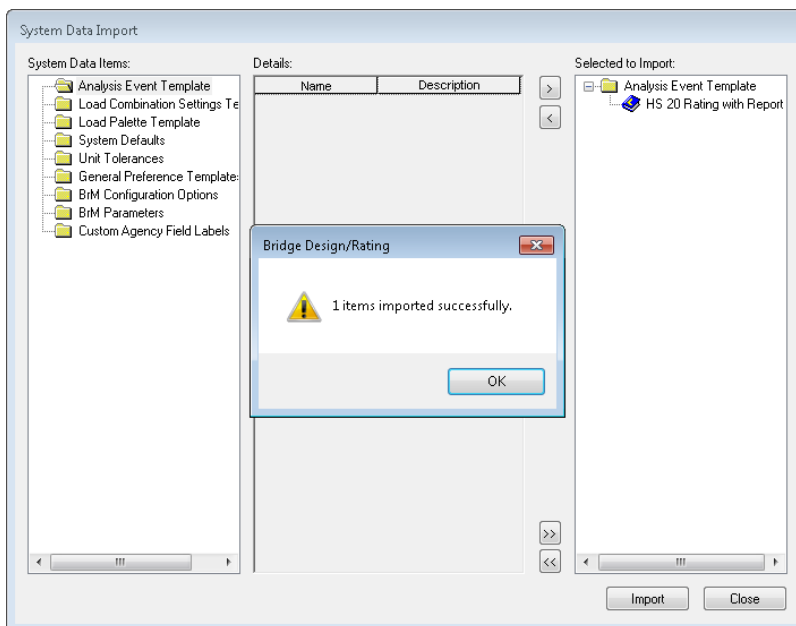 System Data Import
System Data Items:
Analysis Event Template
Load Combination Settings Te
Load Palette Template
System Defaults
Unit Tolerances
General Preference Template:
BrM Configuration Options
BrM Parameters
Custom Agency Field Labels
Details:
Name Description
>
<
>>
<<
Selected to Import:
Analysis Event Template
HS 20 Rating with Report
Bridge Design/Rating
1 items imported successfully.
OK
Import Close